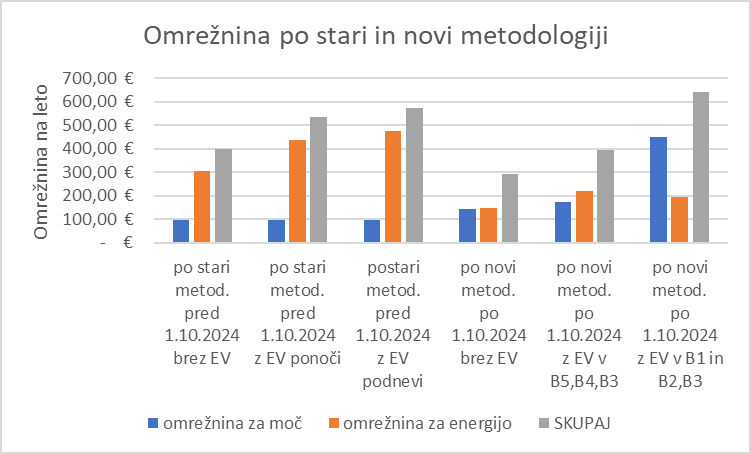 Omrežnina po stari in novi metodologiji
Omrežnina na leto
700,00 €
600,00 €
500,00 €
400,00 €
300,00 €
200,00 €
100,00 €
- €
po stari
metod.
pred
1.10.2024
brez EV
po stari
metod.
pred
1.10.2024
z EV ponoči
postari
metod.
pred
1.10.2024
z EV
podnevi
po novi
metod.
po
1.10.2024
brez EV
po novi
metod.
po
1.10.2024
z EV v
B5,B4,B3
po novi
metod.
po
1.10.2024
z EV v B1 in
B2,B3
omrežnina za moč
omrežnina za energijo
SKUPAJ